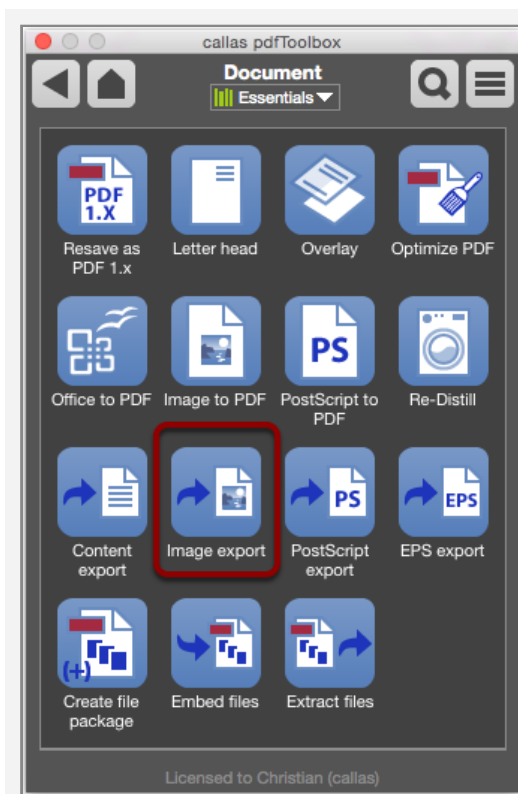 callas pdfToolbox
Document
Essentials
PDF
1.X
Resave as
PDF 1.x
Letter head
Overlay
Optimize PDF
Office to PDF
Image to PDF
PS
PostScript to
PDF
Re-Distill
Content
export
Image export
PS
PostScript
export
EPS
EPS export
(+)
Create file
package
Embed files
Extract files
Licensed to Christian (callas)